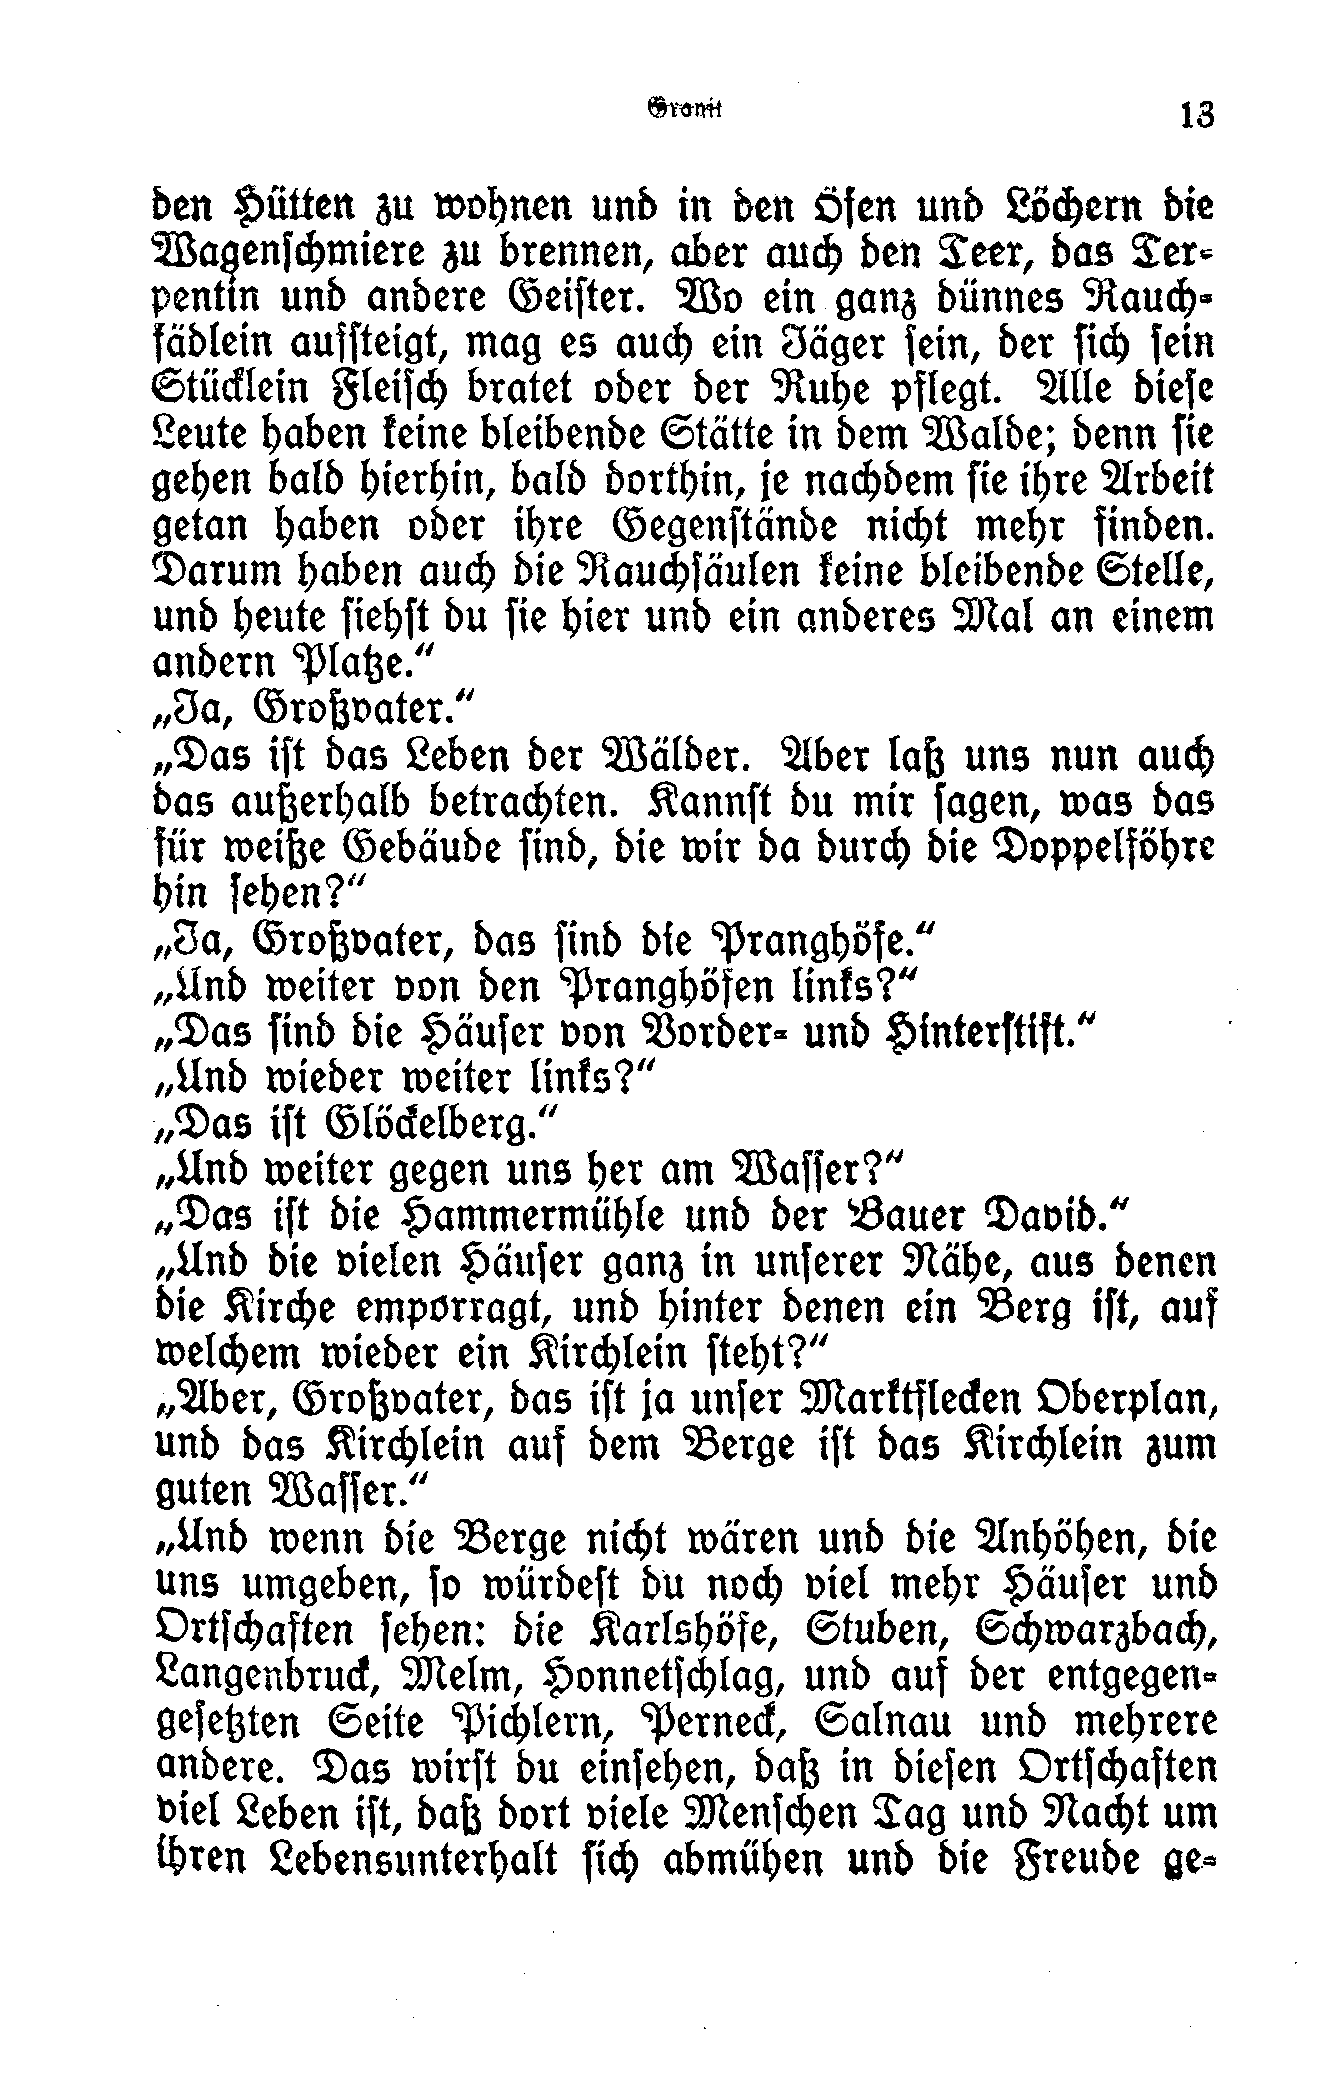 Granit
13
den Hütten zu wohnen und in den Öfen und Löchern die
Wagenschmiere zu brennen, aber auch den Teer, das Ter-
pentin und andere Geister. Wo ein ganz dünnes Rauch-
fädlein aufsteigt, mag es auch ein Jäger sein, der sich sein
Stücklein Fleisch bratet oder der Ruhe pflegt. Alle diese
Leute haben keine bleibende Stätte in dem Walde; denn sie
gehen bald hierhin, bald dorthin, je nachdem sie ihre Arbeit
getan haben oder ihre Gegenstände nicht mehr finden.
Darum haben auch die Rauchsäulen keine bleibende Stelle,
und heute siehst du sie hier und ein anderes Mal an einem
andern Platze.“
„Ja, Großvater.“
„Das ist das Leben der Wälder. Aber laß uns nun auch
das außerhalb betrachten. Kannst du mir sagen, was das
für weiße Gebäude sind, die wir da durch die Doppelföhre
hin sehen?“
„Ja, Großvater, das sind die Pranghöfe.“
„Und weiter von den Pranghöfen links?“
„Das sind die Häuser von Vorder- und Hinterstift.“
„Und wieder weiter links?“
„Das ist Glöckelberg.“
„Und weiter gegen uns her am Wasser?“
„Das ist die Hammermühle und der Bauer David.“
„Und die vielen Häuser ganz in unserer Nähe, aus denen
die Kirche emporragt, und hinter denen ein Berg ist, auf
welchem wieder ein Kirchlein steht?“
„Aber, Großvater, das ist ja unser Marktflecken Oberplan,
und das Kirchlein auf dem Berge ist das Kirchlein zum
guten Wasser.“
„Und wenn die Berge nicht wären und die Anhöhen, die
uns umgeben, so würdest du noch viel mehr Häuser und
Ortschaften sehen: die Karlshöfe, Stuben, Schwarzbach,
Langenbruck, Melm, Honnetschlag, und auf der entgegen-
gesetzten Seite Pichlern, Perneck, Salnau und mehrere
andere. Das wirst du einsehen, daß in diesen Ortschaften
viel Leben ist, daß dort viele Menschen Tag und Nacht um
ihren Lebensunterhalt sich abmühen und die Freude ge-